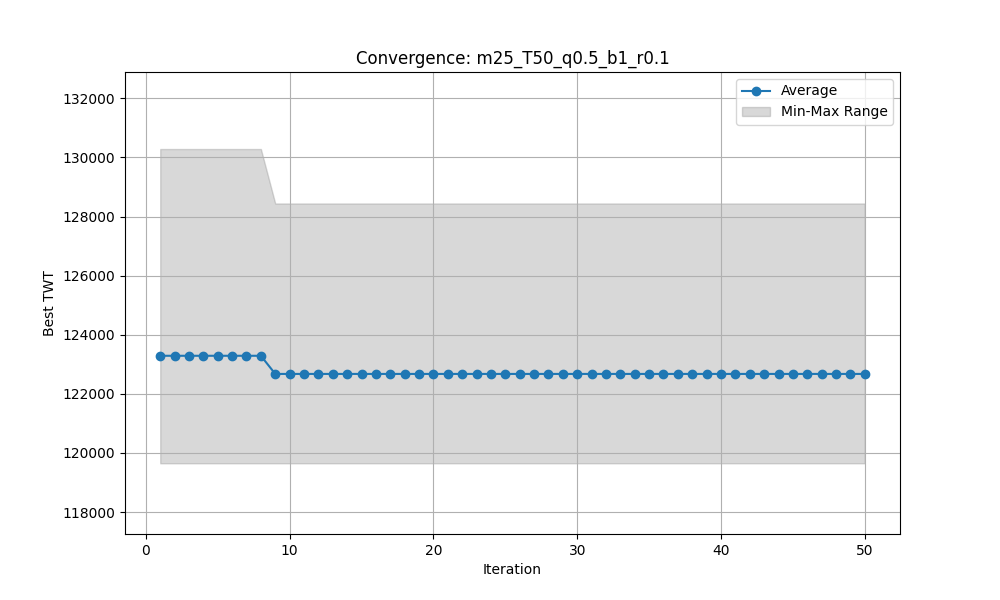 Convergence: m25_T50_q0.5_b1_r0.1
Average
Min-Max Range
132000
130000
128000
126000
124000
122000
120000
118000
Best TWT
0 10 20 30 40 50
Iteration